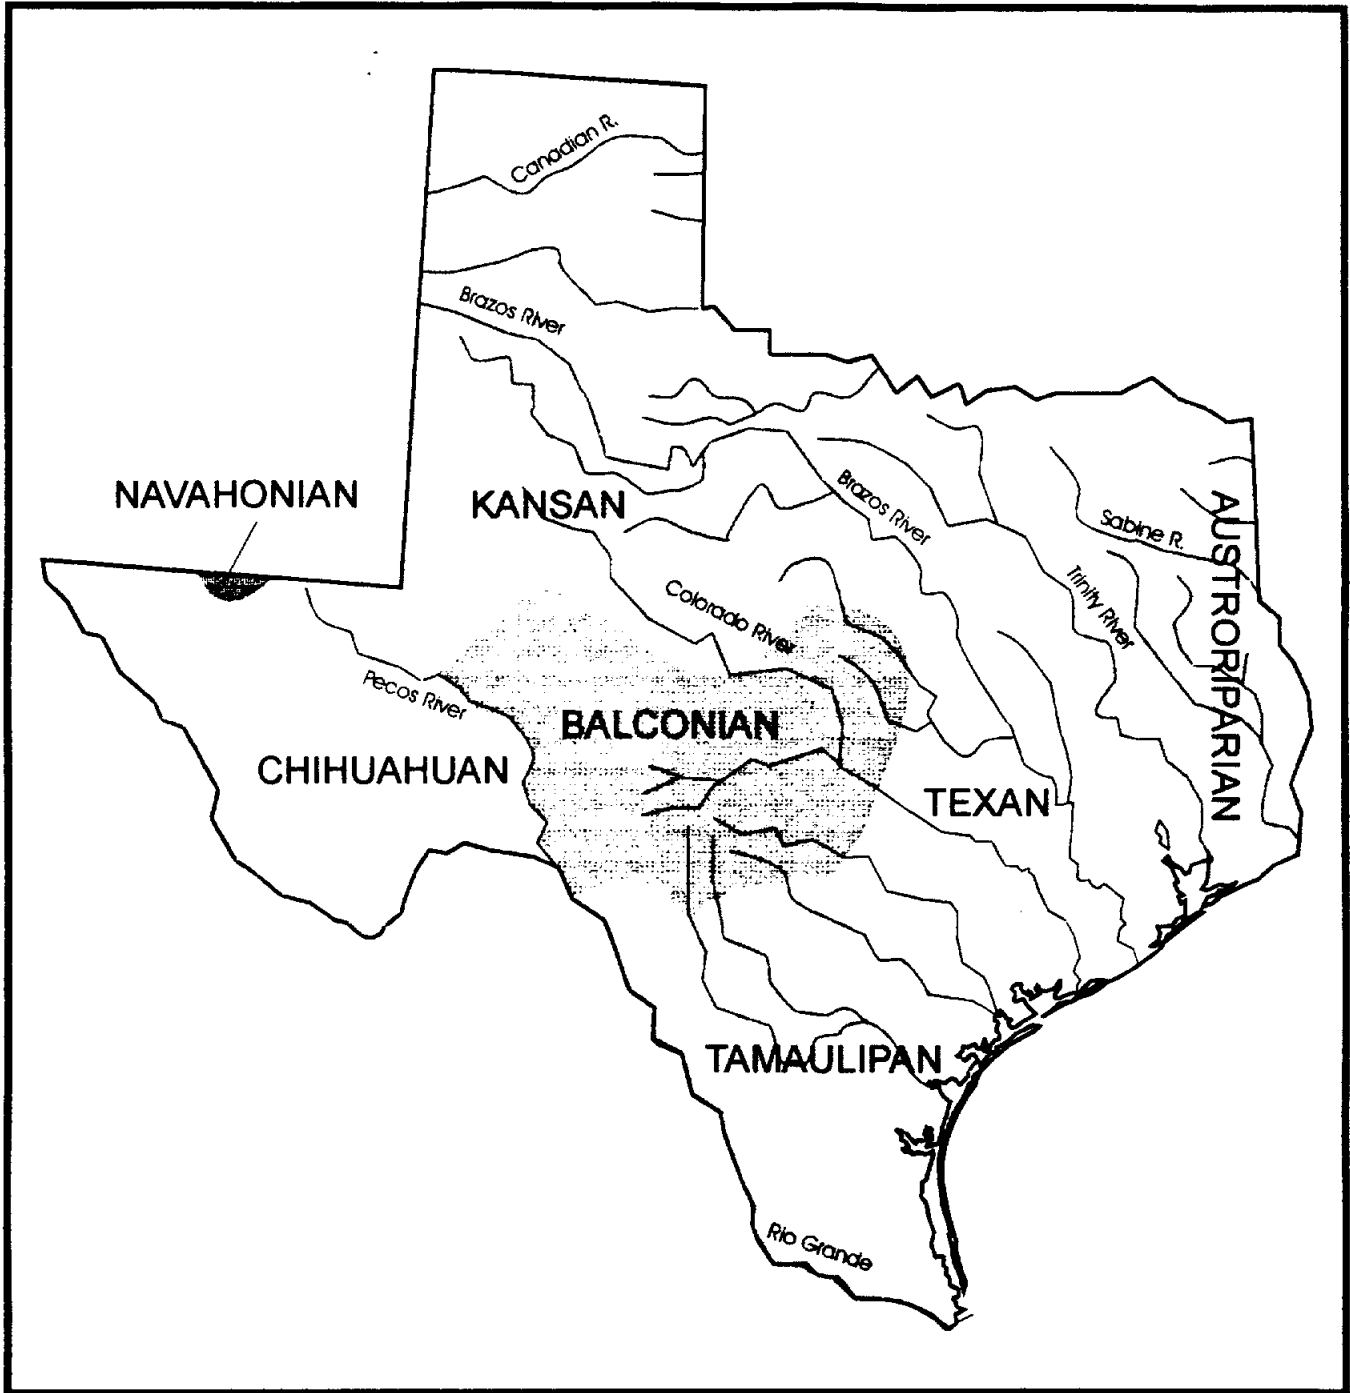 Canadian R.
Brazos River
NAVAHONIAN
KANSAN
Brazos River
Sabine R.
AUSTRORIPARIAN
Trinity River
Colorado River
Pecos River
BALCONIAN
CHIHUAHUAN
TEXAN
TAMAULIPAN
Rio Grande